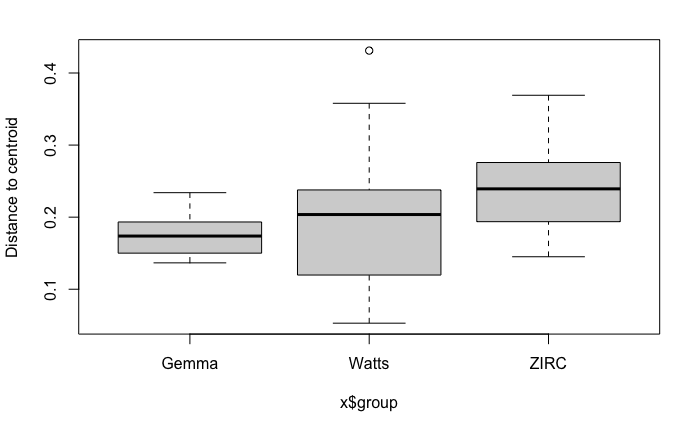 Distance to centroid
0.4
0.3
0.2
0.1
Gemma Watts ZIRC
x$group